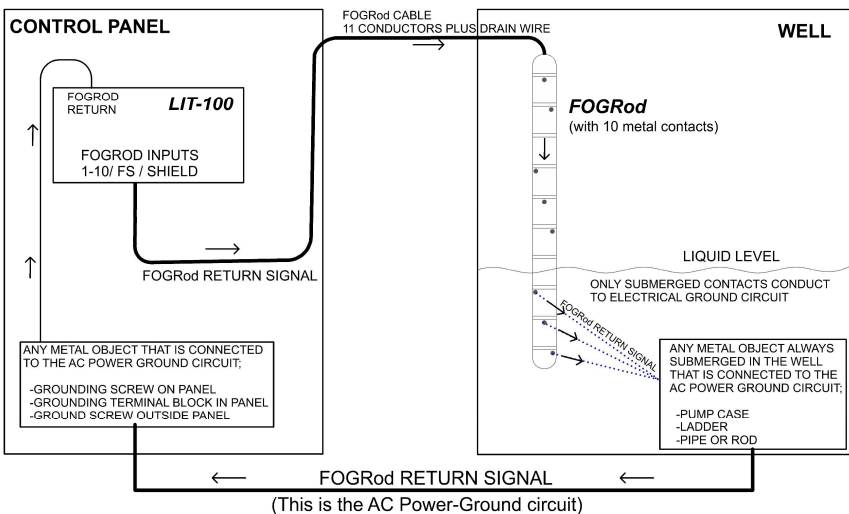 CONTROL PANEL
FOGROD
RETURN
LIT-100
FOGROD INPUTS
1-10/ FS / SHIELD
FOGRod RETURN SIGNAL
ANY METAL OBJECT THAT IS CONNECTED
TO THE AC POWER GROUND CIRCUIT;
-GROUNDING SCREW ON PANEL
-GROUNDING TERMINAL BLOCK IN PANEL
-GROUND SCREW OUTSIDE PANEL
FOGRod CABLE
11 CONDUCTORS PLUS DRAIN WIRE
WELL
FOGRod
(with 10 metal contacts)
LIQUID LEVEL
ONLY SUBMERGED CONTACTS CONDUCT
TO ELECTRICAL GROUND CIRCUIT
FOGRod RETURN SIGNAL
ANY METAL OBJECT ALWAYS
SUBMERGED IN THE WELL
THAT IS CONNECTED TO THE
AC POWER GROUND CIRCUIT;
-PUMP CASE
-LADDER
-PIPE OR ROD
FOGRod RETURN SIGNAL
(This is the AC Power-Ground circuit)